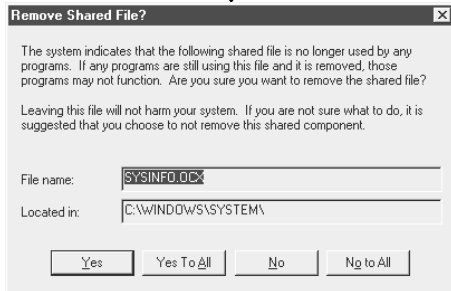 Remove Shared File?
The system indicates that the following shared file is no longer used by any
programs. If any programs are still using this file and it is removed, those
programs may not function. Are you sure you want to remove the shared file?
Leaving this file will not harm your system. If you are not sure what to do, it is
suggested that you choose to not remove this shared component.
File name: SYSINFO.OCX
Located in: C:\WINDOWS\SYSTEM\
Yes Yes To All No No to All